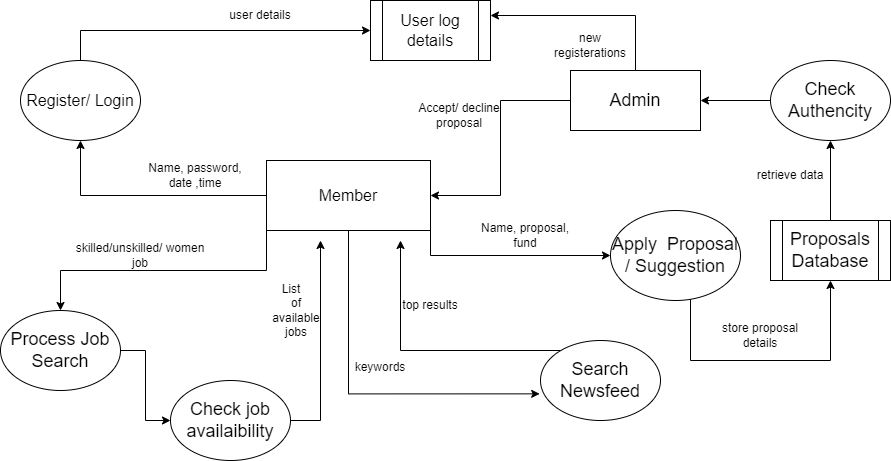 user details
User log
details
new
registerations
Register/ Login
Accept/ decline
proposal
Admin
Check
Authencity
Name, password,
date ,time
Member
retrieve data
skilled/unskilled/ women
job
Name, proposal,
fund
Apply Proposal
/ Suggestion
Proposals
Database
List
of
available
jobs
top results
Process Job
Search
store proposal
details
keywords
Search
Newsfeed
Check job
availaibility